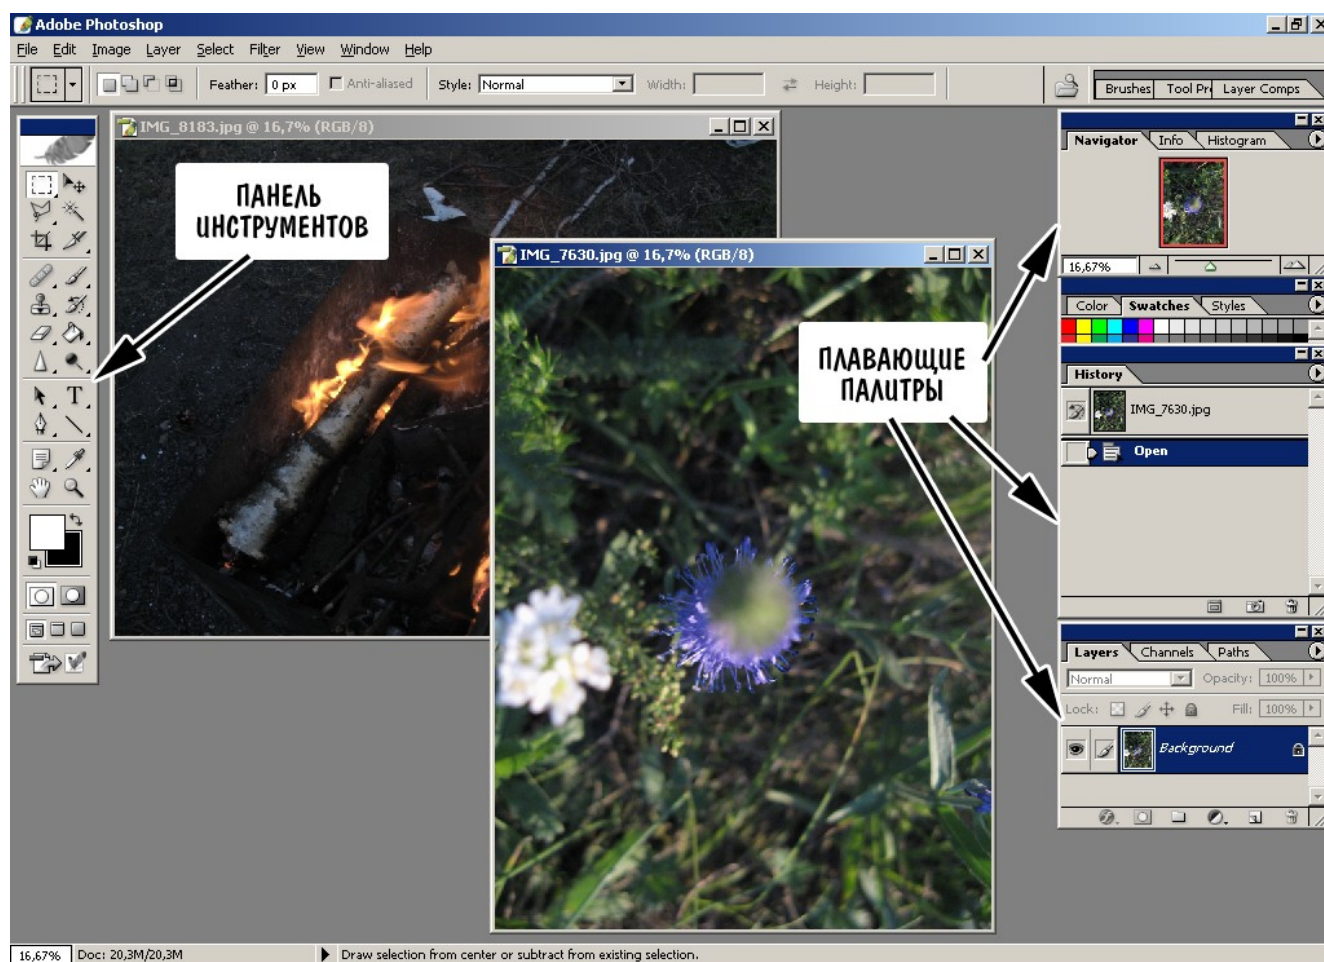 Adobe Photoshop
File Edit Image Layer Select Filter View Window Help
Feather: 0 px Anti-aliased Style: Normal Width: Height:
Brushes Tool Pr Layer Comps
IMG_8183.jpg @ 16,7% (RGB/8)
ПАНЕЛЬ
ИНСТРУМЕНТОВ
IMG_7630.jpg @ 16,7% (RGB/8)
ПЛАВАЮЩИЕ
ПАЛИТРЫ
Navigator Info Histogram
16,67%
Color Swatches Styles
History
IMG_7630.jpg
Open
Layers Channels Paths
Normal Opacity: 100%
Lock: Fill: 100%
Background
16,67% Doc: 20,3M/20,3M Draw selection from center or subtract from existing selection.